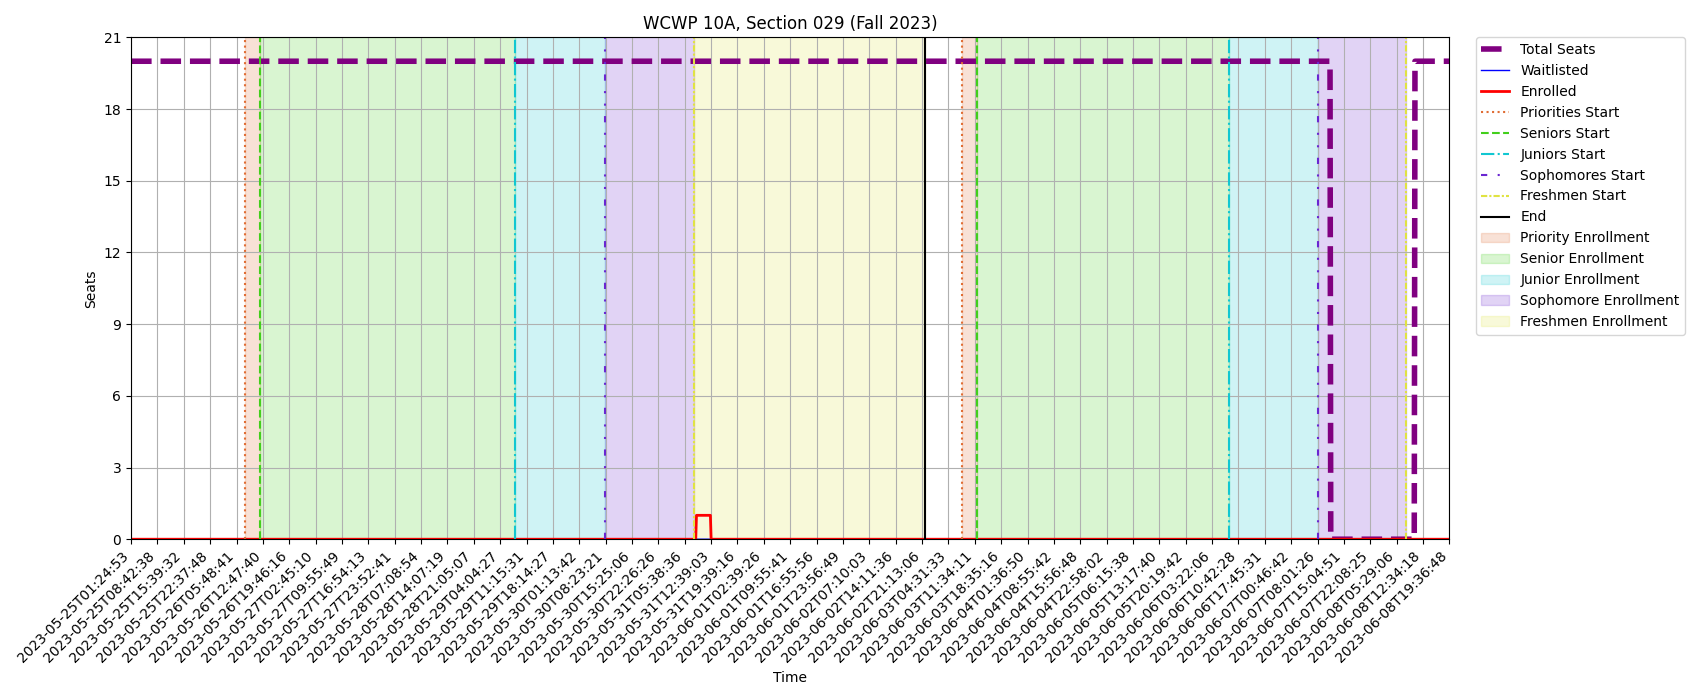 WCWP 10A, Section 029 (Fall 2023)
21
18
15
12
9
6
3
0
Seats
2023-05-25T01:24:53
2023-05-25T08:42:38
2023-05-25T15:39:32
2023-05-25T22:37:48
2023-05-26T05:48:41
2023-05-26T12:47:40
2023-05-26T19:46:16
2023-05-27T02:45:10
2023-05-27T09:55:49
2023-05-27T16:54:13
2023-05-27T23:52:41
2023-05-28T07:08:54
2023-05-28T14:07:19
2023-05-28T21:05:07
2023-05-29T04:04:27
2023-05-29T11:15:31
2023-05-29T18:14:27
2023-05-30T01:13:42
2023-05-30T08:23:21
2023-05-30T15:25:06
2023-05-30T22:26:26
2023-05-31T05:38:36
2023-05-31T12:39:03
2023-05-31T19:39:16
2023-06-01T02:39:26
2023-06-01T09:55:41
2023-06-01T16:55:56
2023-06-01T23:56:49
2023-06-02T07:10:03
2023-06-02T14:11:36
2023-06-02T21:13:06
2023-06-03T04:31:33
2023-06-03T11:34:11
2023-06-03T18:35:16
2023-06-04T01:36:50
2023-06-04T08:55:42
2023-06-04T15:56:48
2023-06-04T22:58:02
2023-06-05T06:15:38
2023-06-05T13:17:40
2023-06-05T20:19:42
2023-06-06T03:22:06
2023-06-06T10:42:28
2023-06-06T17:45:31
2023-06-07T00:46:42
2023-06-07T08:01:26
2023-06-07T15:04:51
2023-06-07T22:08:25
2023-06-08T05:29:06
2023-06-08T12:34:18
2023-06-08T19:36:48
Time
Total Seats
Waitlisted
Enrolled
Priorities Start
Seniors Start
Juniors Start
Sophomores Start
Freshmen Start
End
Priority Enrollment
Senior Enrollment
Junior Enrollment
Sophomore Enrollment
Freshmen Enrollment